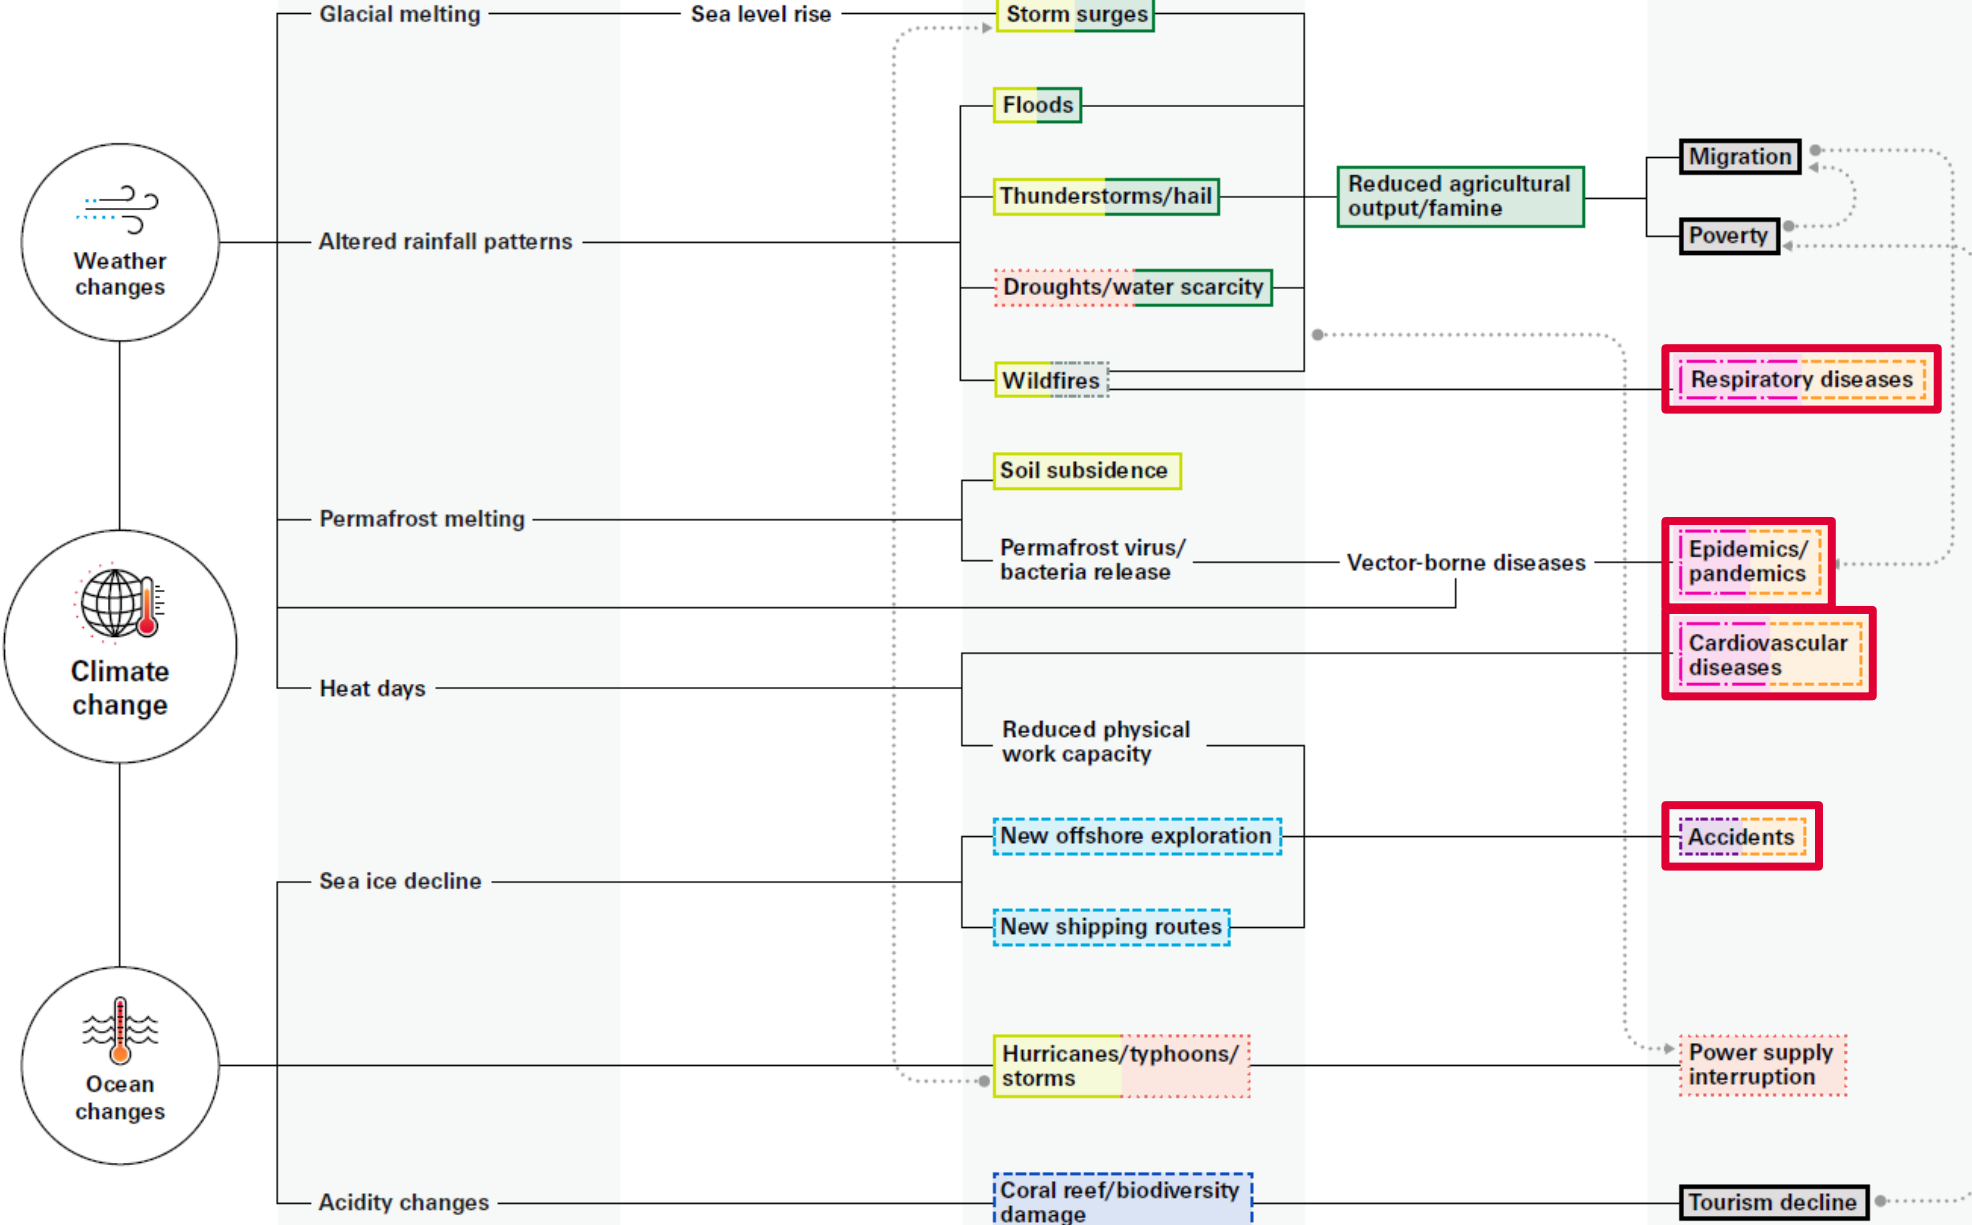 Glacial melting
Sea level rise
Storm surges
Floods
Migration
Thunderstorms/hail
Reduced agricultural
output/famine
Poverty
Altered rainfall patterns
Weather
changes
Droughts/water scarcity
Wildfires
Respiratory diseases
Soil subsidence
Permafrost melting
Permafrost virus/
bacteria release
Vector-borne diseases
Epidemics/
pandemics
Climate
change
Cardiovascular
diseases
Heat days
Reduced physical
work capacity
New offshore exploration
Accidents
Sea ice decline
New shipping routes
Hurricanes/typhoons/
storms
Power supply
interruption
Ocean
changes
Acidity changes
Coral reef/biodiversity
damage
Tourism decline